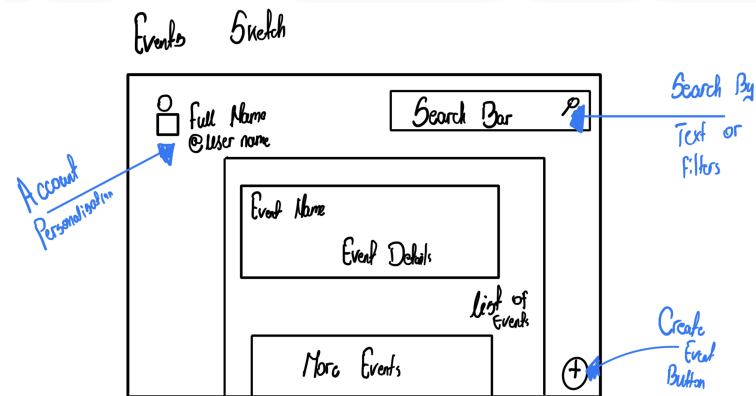 Events Sketch
Full Name
@User name
Search Bar
Search By
Text or
Filters
Account
Personalisation
Event Name
Event Details
List of
Events
More Events
Create
Event
Button
+